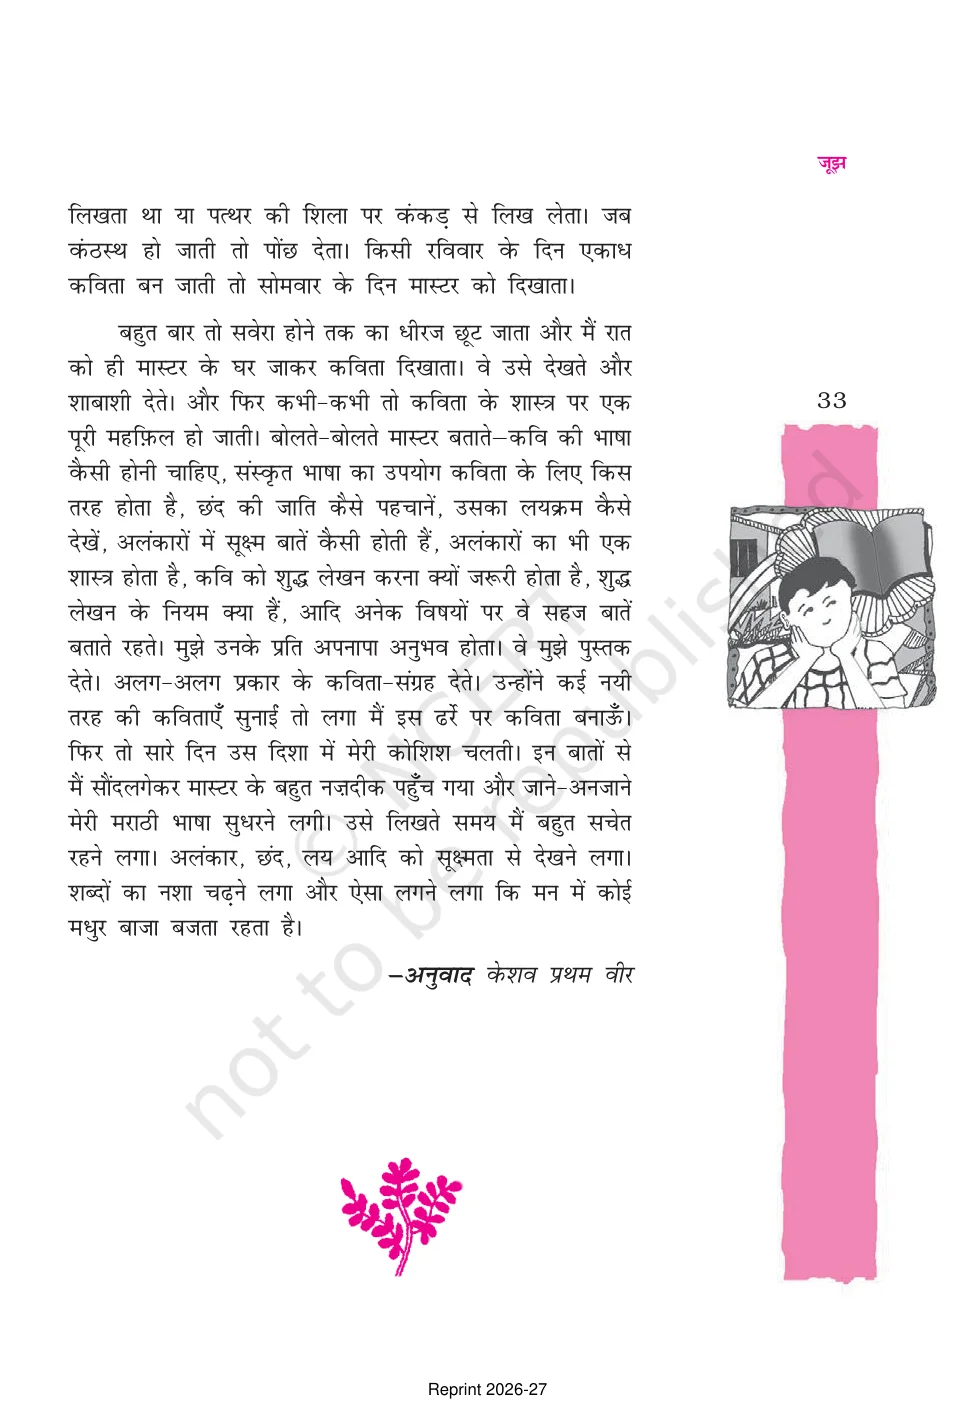 जूझ
लिखता था या पत्थर की शिला पर कंकड़ से लिख लेता। जब
कंठस्थ हो जाती तो पोंछ देता। किसी रविवार के दिन एकाध
कविता बन जाती तो सोमवार के दिन मास्टर को दिखाता।
बहुत बार तो सवेरा होने तक का धीरज छूट जाता और मैं रात
को ही मास्टर के घर जाकर कविता दिखाता। वे उसे देखते और
शाबाशी देते। और फिर कभी-कभी तो कविता के शास्त्र पर एक
पूरी महफ़िल हो जाती। बोलते-बोलते मास्टर बताते–कवि की भाषा
कैसी होनी चाहिए, संस्कृत भाषा का उपयोग कविता के लिए किस
तरह होता है, छंद की जाति कैसे पहचानें, उसका लयक्रम कैसे
देखें, अलंकारों में सूक्ष्म बातें कैसी होती हैं, अलंकारों का भी एक
शास्त्र होता है, कवि को शुद्ध लेखन करना क्यों जरूरी होता है, शुद्ध
लेखन के नियम क्या हैं, आदि अनेक विषयों पर वे सहज बातें
बताते रहते। मुझे उनके प्रति अपनापा अनुभव होता। वे मुझे पुस्तक
देते। अलग-अलग प्रकार के कविता-संग्रह देते। उन्होंने कई नयी
तरह की कविताएँ सुनाईं तो लगा मैं इस ढर्रे पर कविता बनाऊँ।
फिर तो सारे दिन उस दिशा में मेरी कोशिश चलती। इन बातों से
मैं सौंदलगेकर मास्टर के बहुत नज़दीक पहुँच गया और जाने-अनजाने
मेरी मराठी भाषा सुधरने लगी। उसे लिखते समय मैं बहुत सचेत
रहने लगा। अलंकार, छंद, लय आदि को सूक्ष्मता से देखने लगा।
शब्दों का नशा चढ़ने लगा और ऐसा लगने लगा कि मन में कोई
मधुर बाजा बजता रहता है।
–अनुवाद केशव प्रथम वीर
33
© NCERT
not to be republished
Reprint 2026-27